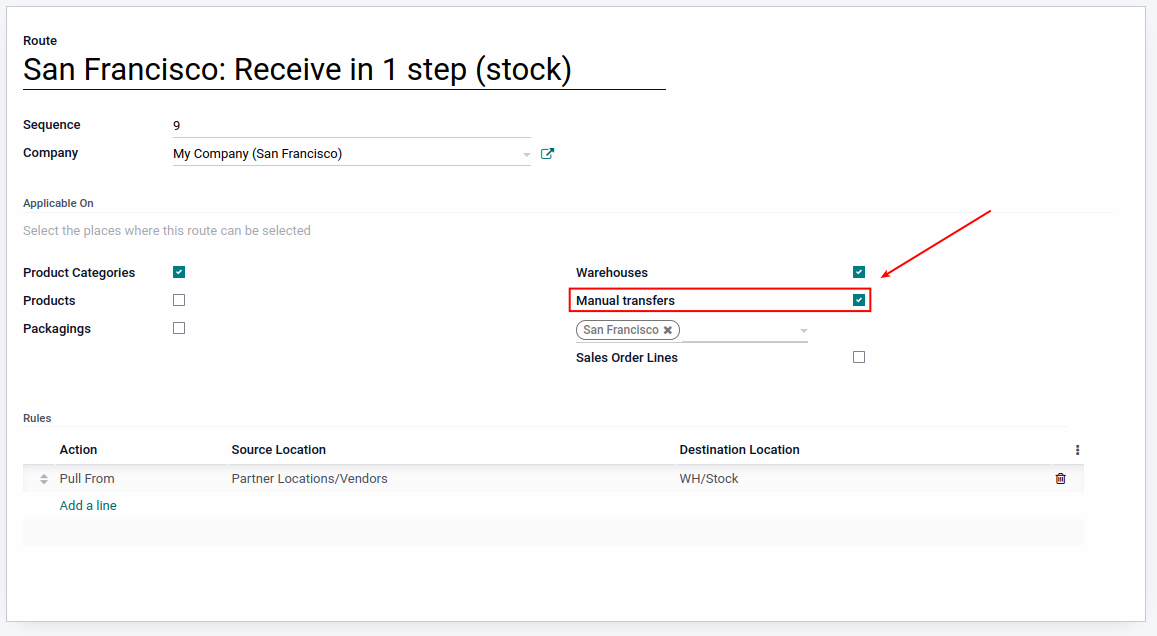 Route
San Francisco: Receive in 1 step (stock)
Sequence 9
Company My Company (San Francisco)
Applicable On
Select the places where this route can be selected
Product Categories
Products
Packagings
Warehouses
Manual transfers
San Francisco
Sales Order Lines
Rules
Action Source Location Destination Location
Pull From Partner Locations/Vendors WH/Stock
Add a line